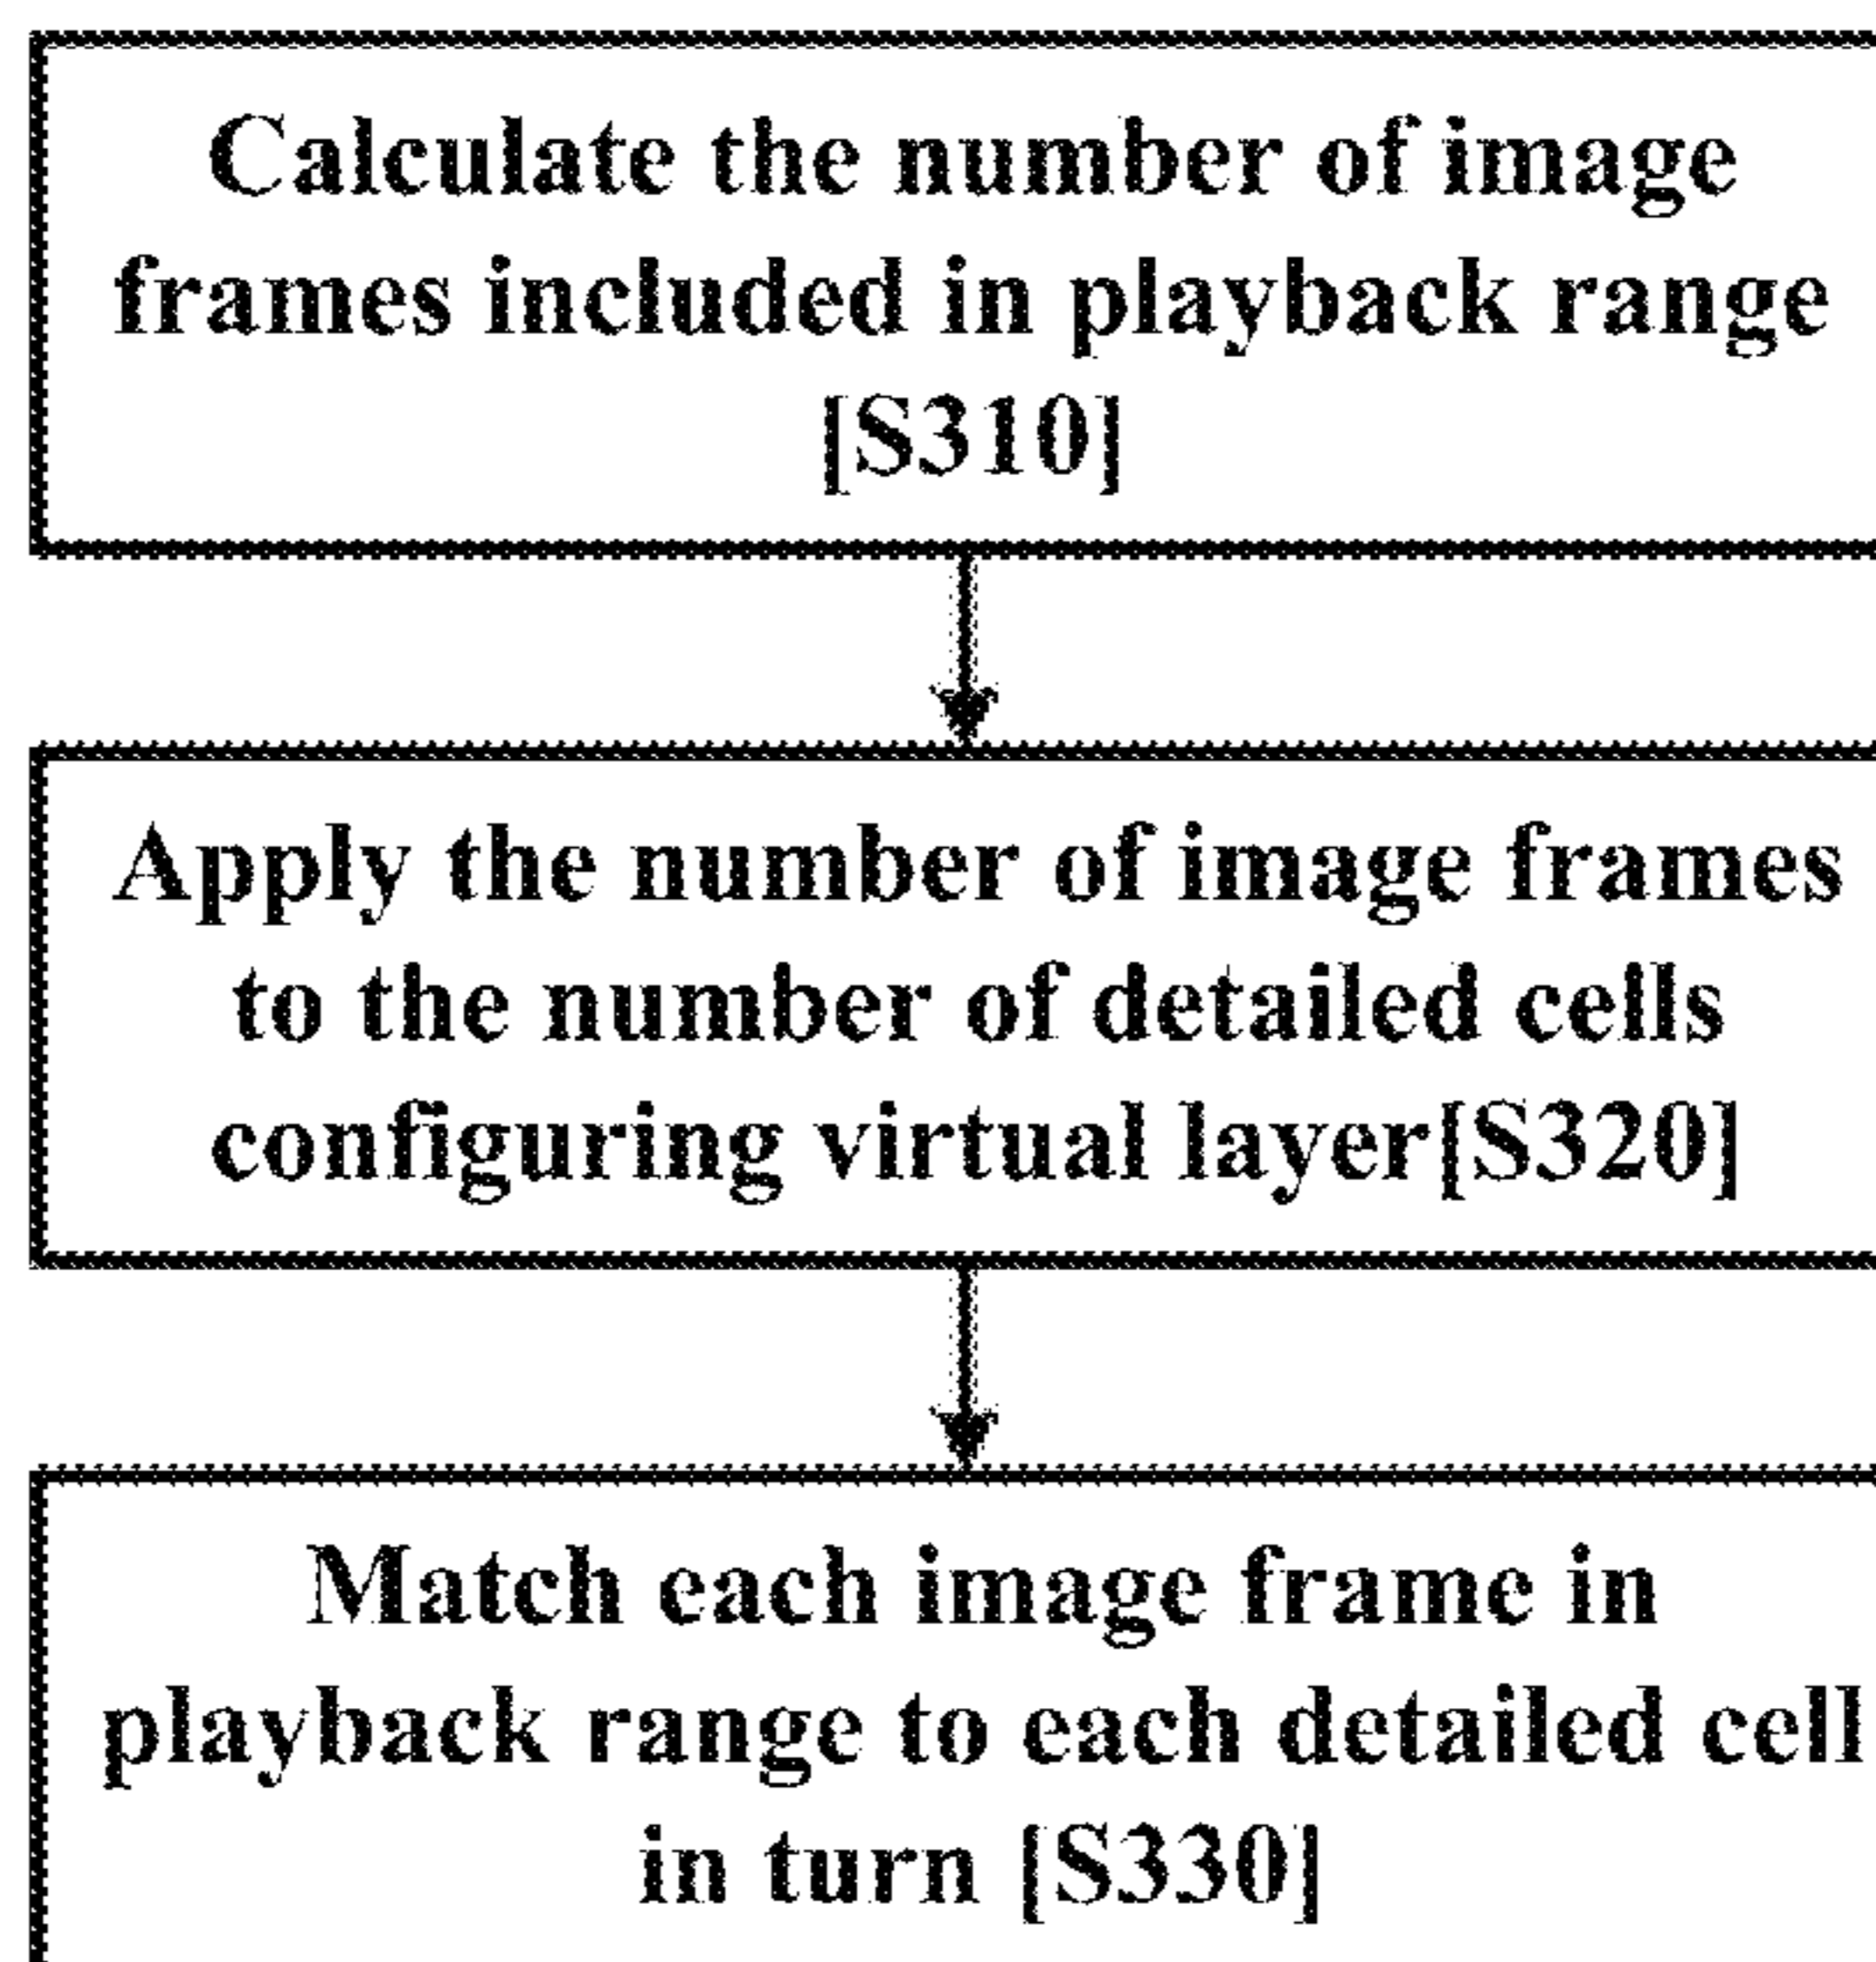 Calculate the number of image
frames included in playback range
[S310]
Apply the number of image frames
to the number of detailed cells
configuring virtual layer[S320]
Match each image frame in
playback range to each detailed cell
in turn [S330]